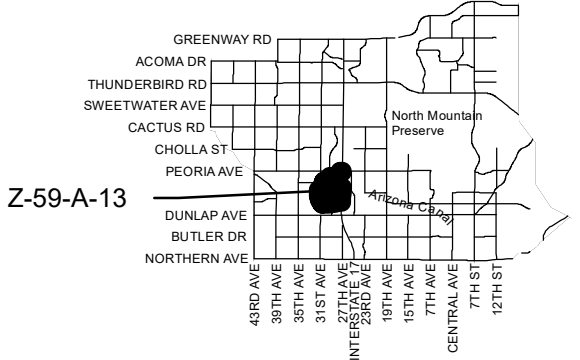 GREENWAY RD
ACOMA DR
THUNDERBIRD RD
SWEETWATER AVE
CACTUS RD
CHOLLA ST
PEORIA AVE
DUNLAP AVE
BUTLER DR
NORTHERN AVE
North Mountain
Preserve
Arizona Canal
Z-59-A-13
43RD AVE
39TH AVE
35TH AVE
31ST AVE
27TH AVE
INTERSTATE 17
23RD AVE
19TH AVE
15TH AVE
7TH AVE
CENTRAL AVE
7TH ST
12TH ST